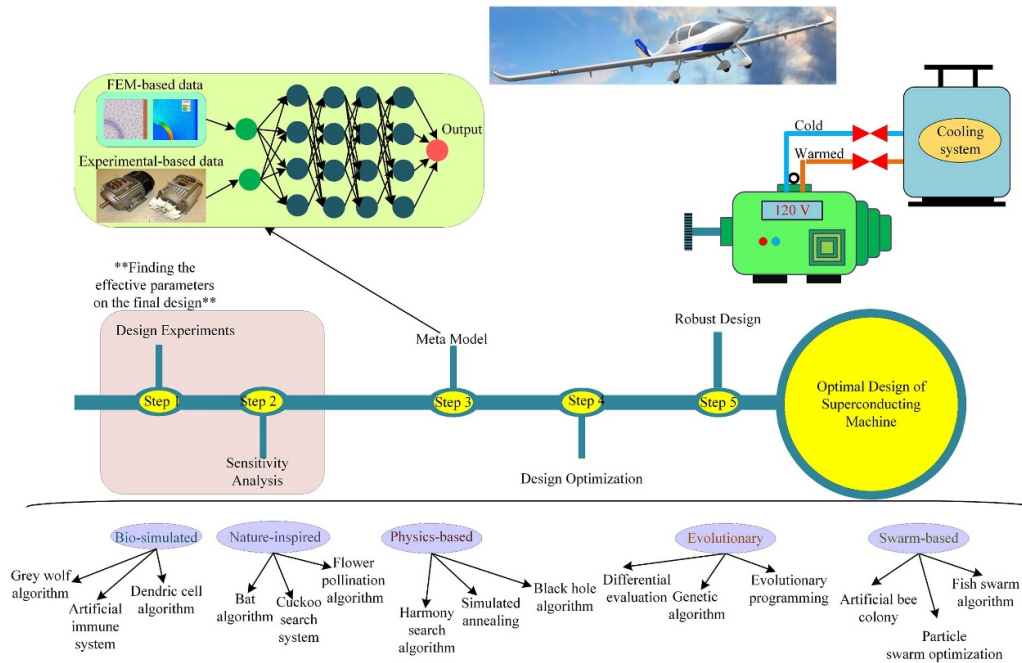 FEM-based data
Experimental-based data
Output
Cold
Warmed
Cooling
system
120 V
**Finding the
effective parameters
on the final design**
Design Experiments
Meta Model
Robust Design
Step 1
Step 2
Step 3
Step 4
Step 5
Optimal Design of
Superconducting
Machine
Sensitivity
Analysis
Design Optimization
Bio-simulated
Grey wolf
algorithm
Artificial
immune
system
Dendric cell
algorithm
Nature-inspired
Bat
algorithm
Cuckoo
search
system
Flower
pollination
algorithm
Physics-based
Harmony
search
algorithm
Simulated
annealing
Black hole
algorithm
Evolutionary
Differential
evaluation
Genetic
algorithm
Evolutionary
programming
Swarm-based
Artificial bee
colony
Particle
swarm optimization
Fish swarm
algorithm